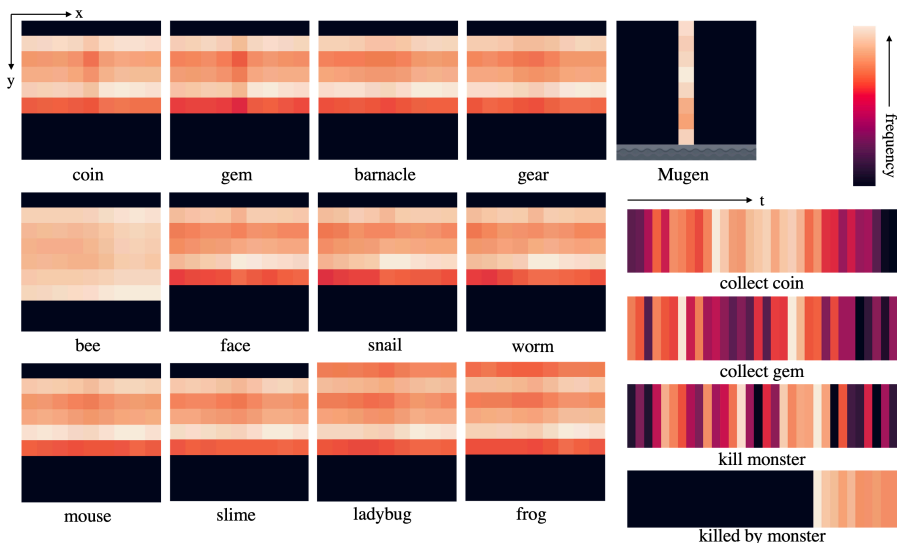 x
y
coin
gem
barnacle
gear
Mugen
frequency
t
collect coin
bee
face
snail
worm
collect gem
kill monster
mouse
slime
ladybug
frog
killed by monster